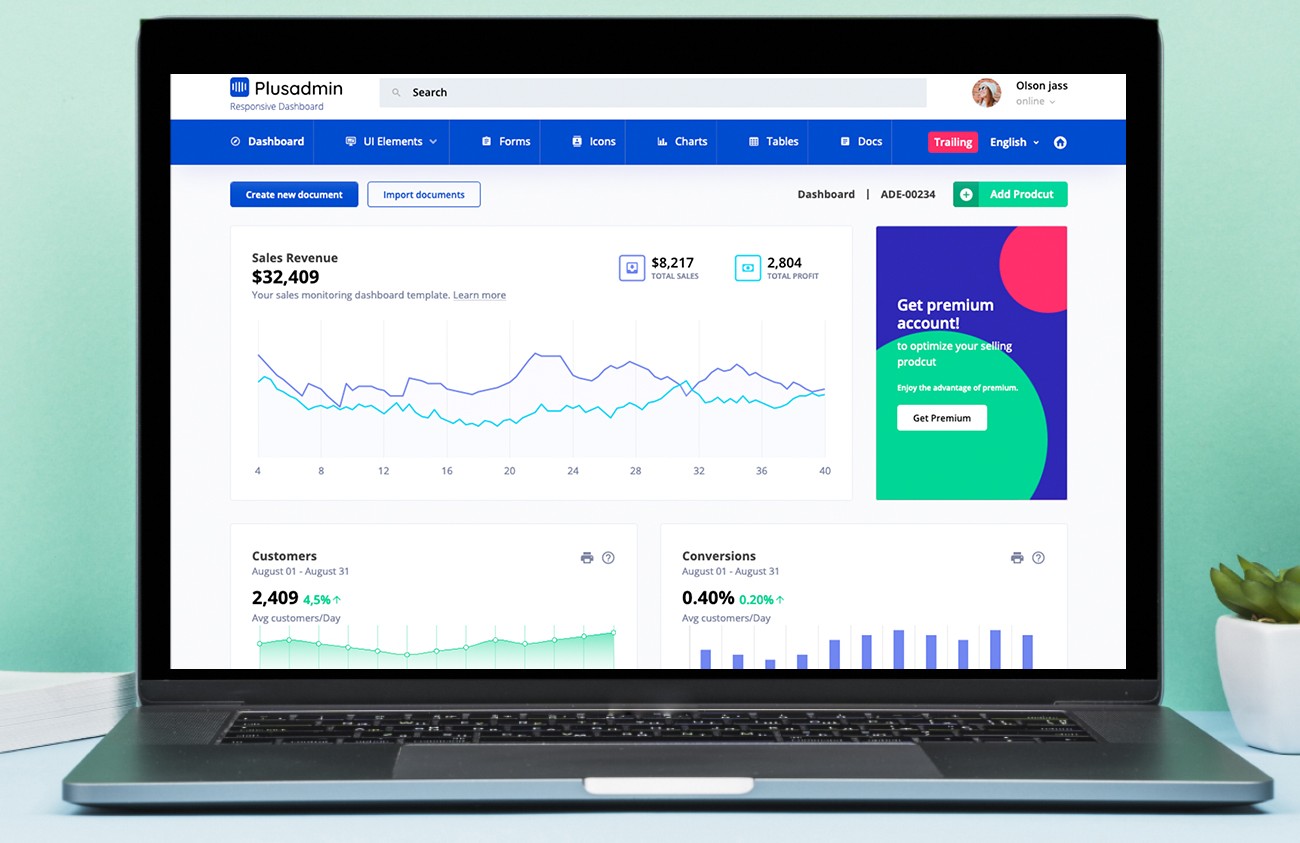 Plusadmin
Responsive Dashboard
Search
Olson jass
online
Dashboard
UI Elements
Forms
Icons
Charts
Tables
Docs
Trailing
English
Create new document
Import documents
Dashboard | ADE-00234
Add Prodcut
Sales Revenue
$32,409
Your sales monitoring dashboard template. Learn more
$8,217
TOTAL SALES
2,804
TOTAL PROFIT
4 8 12 16 20 24 28 32 36 40
Get premium
account!
to optimize your selling
prodcut
Enjoy the advantage of premium.
Get Premium
Customers
August 01 - August 31
2,409 4,5%↑
Avg customers/Day
Conversions
August 01 - August 31
0.40% 0.20%↑
Avg customers/Day